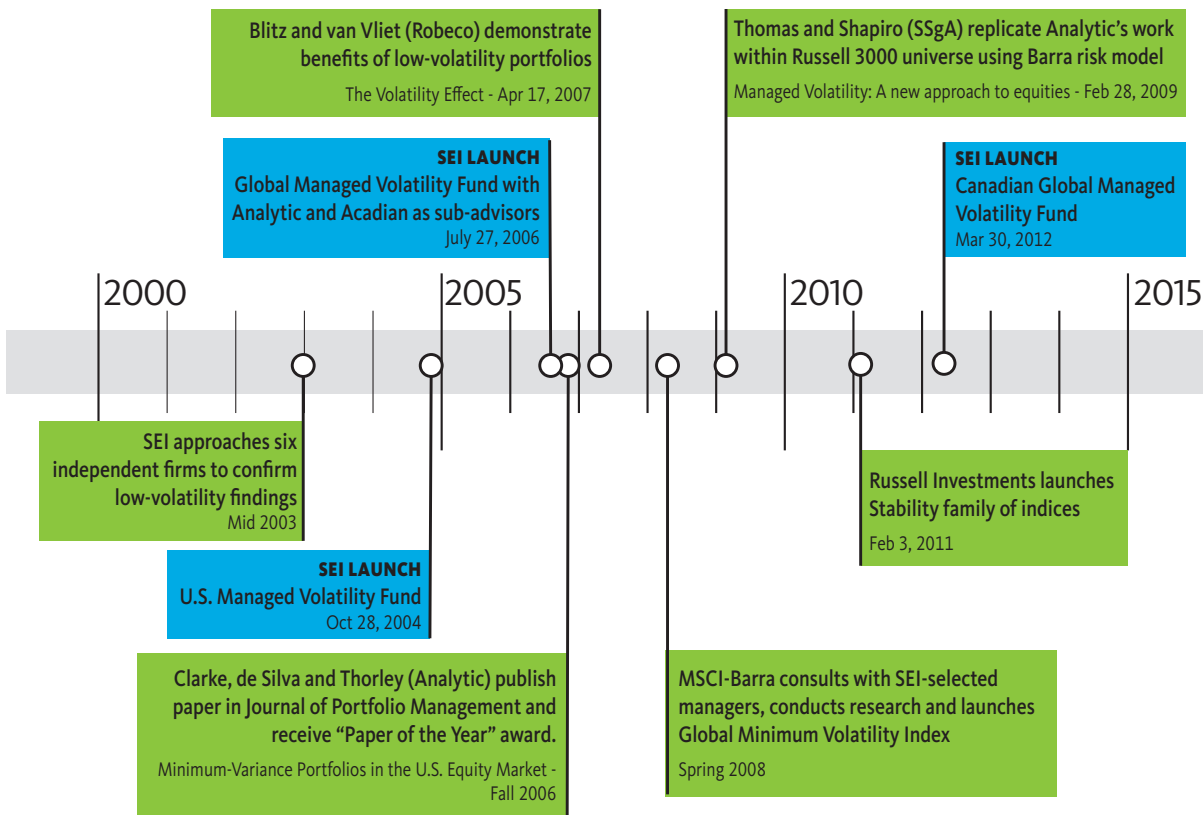 Blitz and van Vliet (Robeco) demonstrate
benefits of low-volatility portfolios
The Volatility Effect - Apr 17, 2007
Thomas and Shapiro (SSgA) replicate Analytic's work
within Russell 3000 universe using Barra risk model
Managed Volatility: A new approach to equities - Feb 28, 2009
SEI LAUNCH
Global Managed Volatility Fund with
Analytic and Acadian as sub-advisors
July 27, 2006
SEI LAUNCH
Canadian Global Managed
Volatility Fund
Mar 30, 2012
2000
2005
2010
2015
SEI approaches six
independent firms to confirm
low-volatility findings
Mid 2003
Russell Investments launches
Stability family of indices
Feb 3, 2011
SEI LAUNCH
U.S. Managed Volatility Fund
Oct 28, 2004
Clarke, de Silva and Thorley (Analytic) publish
paper in Journal of Portfolio Management and
receive “Paper of the Year” award.
Minimum-Variance Portfolios in the U.S. Equity Market -
Fall 2006
MSCI-Barra consults with SEI-selected
managers, conducts research and launches
Global Minimum Volatility Index
Spring 2008